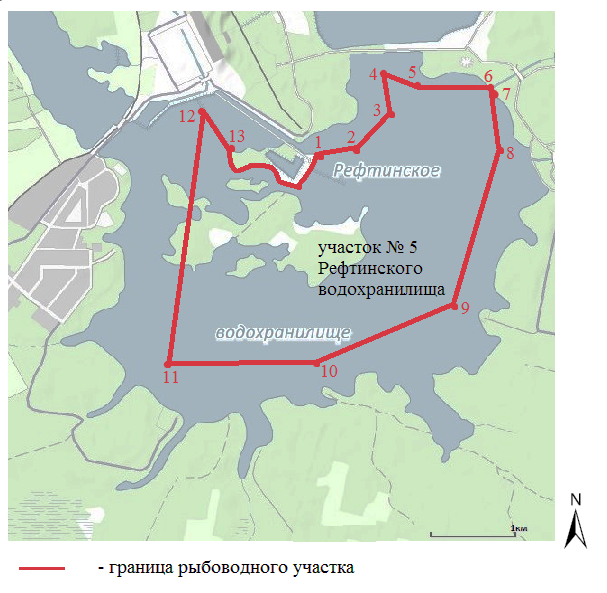 4
5
6
7
3
12
13
1
2
8
Рефтинское
участок № 5
Рефтинского
водохранилища
9
водохранилище
10
11
N
1км
- граница рыбоводного участка